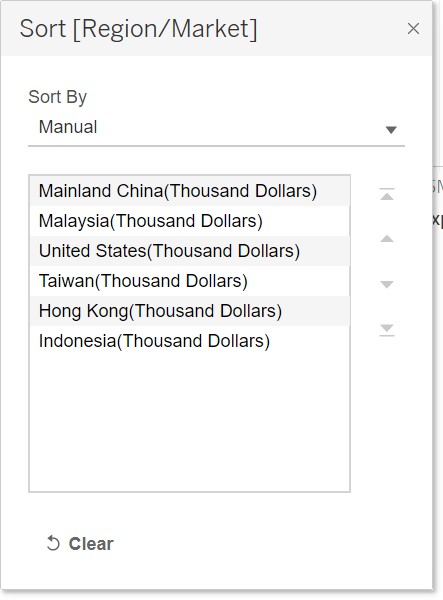 Sort [Region/Market]
Sort By
Manual
Mainland China(Thousand Dollars)
Malaysia(Thousand Dollars)
United States(Thousand Dollars)
Taiwan(Thousand Dollars)
Hong Kong(Thousand Dollars)
Indonesia(Thousand Dollars)
Clear